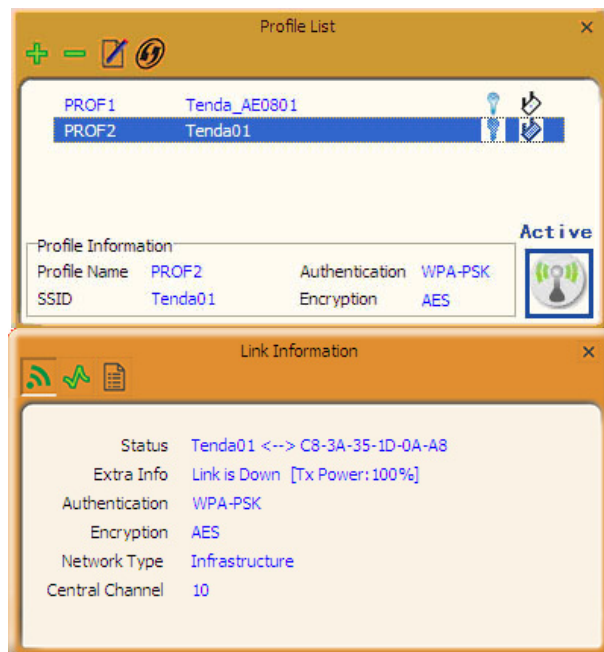 Profile List
PROF1 Tenda_AE0801
PROF2 Tenda01
Active
Profile Information
Profile Name PROF2 Authentication WPA-PSK
SSID Tenda01 Encryption AES
Link Information
Status Tenda01 <--> C8-3A-35-1D-0A-A8
Extra Info Link is Down [Tx Power:100%]
Authentication WPA-PSK
Encryption AES
Network Type Infrastructure
Central Channel 10